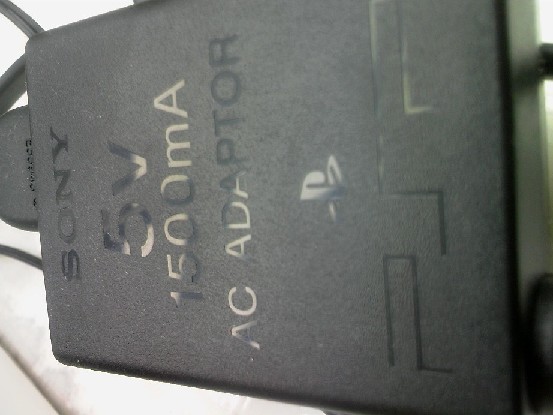 SONY
5V
1500mA
AC ADAPTOR